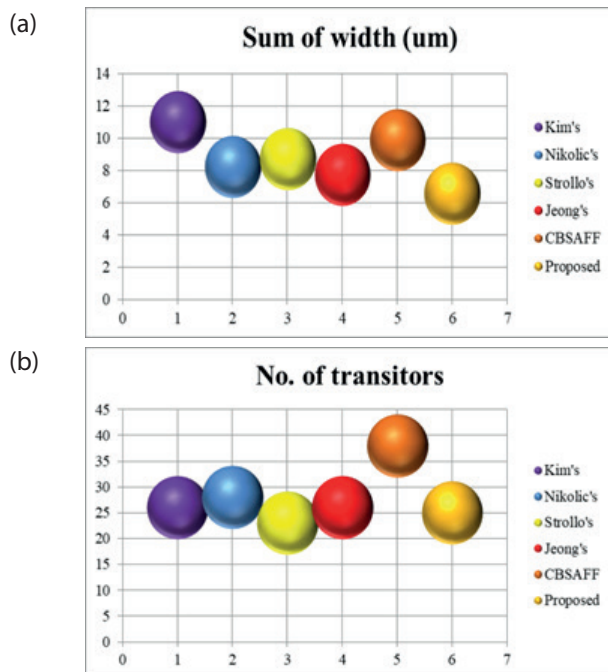 (a)
Sum of width (um)
14
12
10
8
6
4
2
0
0 1 2 3 4 5 6 7
Kim's
Nikolic's
Strollo's
Jeong's
CBSAFF
Proposed
(b)
No. of transitors
45
40
35
30
25
20
15
10
5
0
0 1 2 3 4 5 6 7
Kim's
Nikolic's
Strollo's
Jeong's
CBSAFF
Proposed